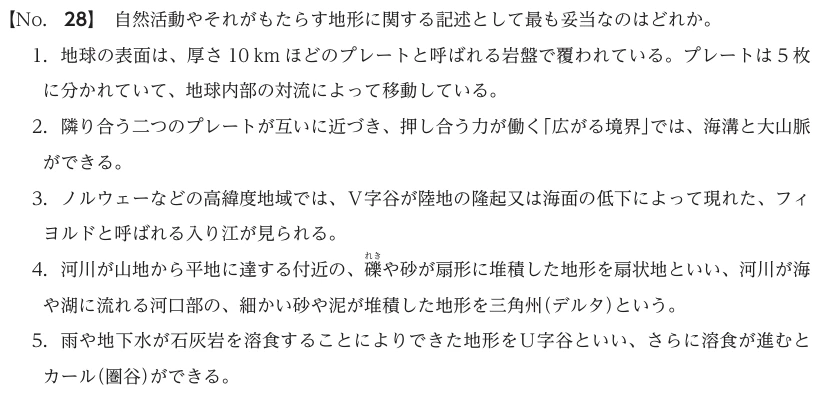 【No. 28】 自然活動やそれがもたらす地形に関する記述として最も妥当なのはどれか。
1. 地球の表面は、厚さ 10 km ほどのプレートと呼ばれる岩盤で覆われている。プレートは 5 枚
に分かれていて、地球内部の対流によって移動している。
2. 隣り合う二つのプレートが互いに近づき、押し合う力が働く「広がる境界」では、海溝と大山脈
ができる。
3. ノルウェーなどの高緯度地域では、V字谷が陸地の隆起又は海面の低下によって現れた、フィ
ヨルドと呼ばれる入り江が見られる。
れき
4. 河川が山地から平地に達する付近の、礫や砂が扇形に堆積した地形を扇状地といい、河川が海
や湖に流れる河口部の、細かい砂や泥が堆積した地形を三角州(デルタ)という。
5. 雨や地下水が石灰岩を溶食することによりできた地形をU字谷といい、さらに溶食が進むと
カール(圏谷)ができる。